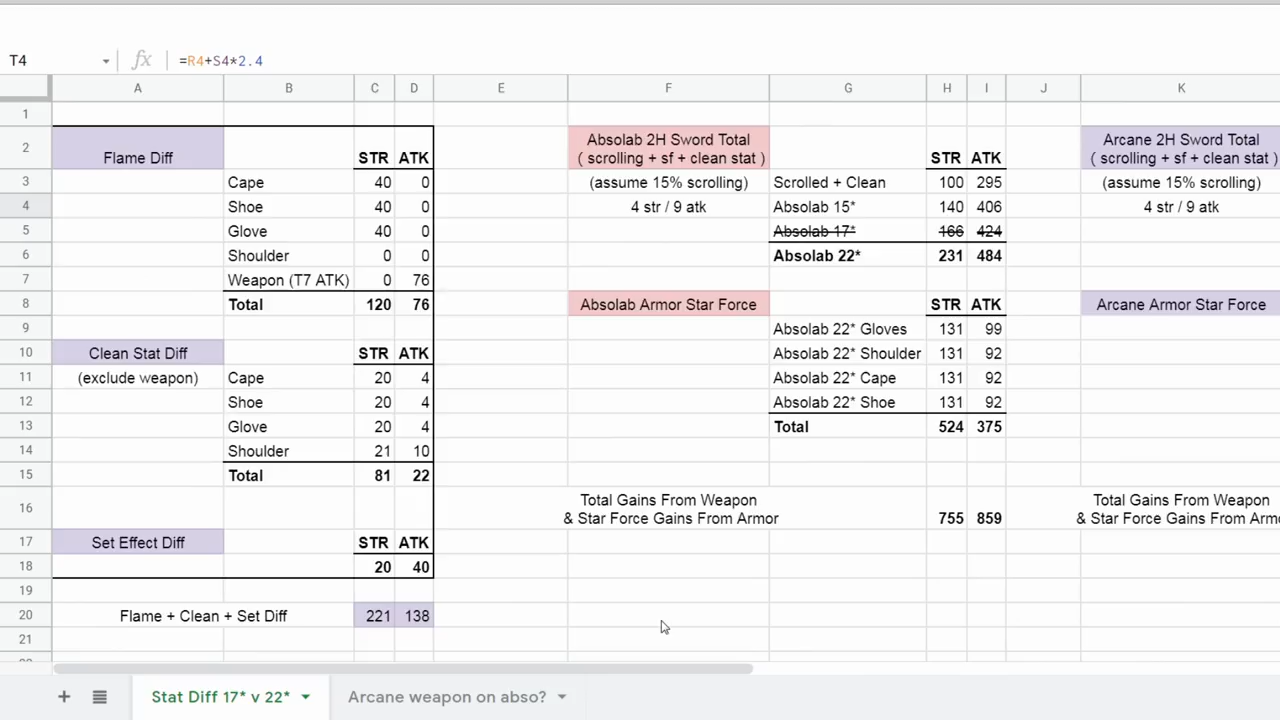 T4 fx =R4+S4*2.4
A B C D E F G H I J K
1
2 Flame Diff STR ATK Absolab 2H Sword Total ( scrolling + sf + clean stat ) STR ATK Arcane 2H Sword Total ( scrolling + sf + clean stat )
3 Cape 40 0 (assume 15% scrolling) Scrolled + Clean 100 295 (assume 15% scrolling)
4 Shoe 40 0 4 str / 9 atk Absolab 15* 140 406 4 str / 9 atk
5 Glove 40 0 Absolab 17* 166 424
6 Shoulder 0 0 Absolab 22* 231 484
7 Weapon (T7 ATK) 0 76
8 Total 120 76 Absolab Armor Star Force STR ATK Arcane Armor Star Force
9 Absolab 22* Gloves 131 99
10 Clean Stat Diff STR ATK Absolab 22* Shoulder 131 92
11 (exclude weapon) Cape 20 4 Absolab 22* Cape 131 92
12 Shoe 20 4 Absolab 22* Shoe 131 92
13 Glove 20 4 Total 524 375
14 Shoulder 21 10
15 Total 81 22
16 Total Gains From Weapon & Star Force Gains From Armor 755 859 Total Gains From Weapon & Star Force Gains From Armo
17 Set Effect Diff STR ATK
18 20 40
19
20 Flame + Clean + Set Diff 221 138
21
Stat Diff 17* v 22* Arcane weapon on abso?